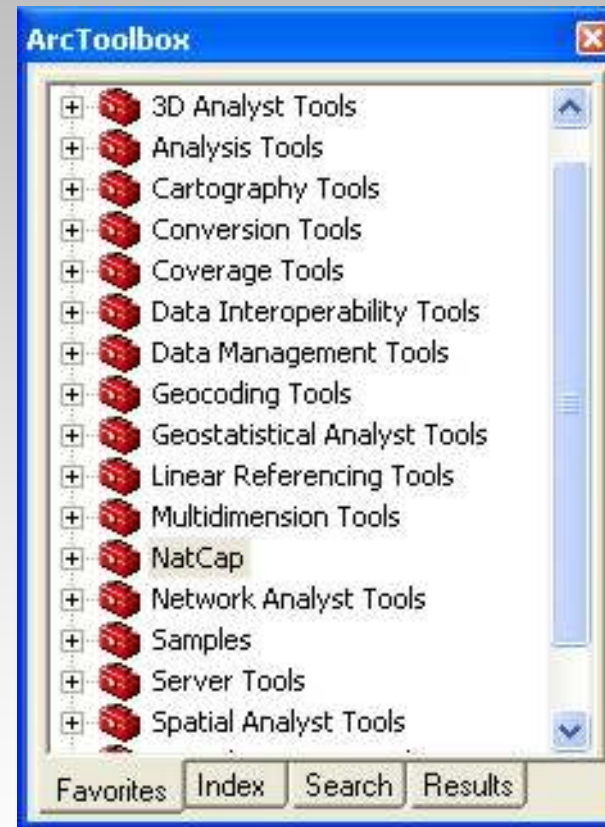 ArcToolbox
3D Analyst Tools
Analysis Tools
Cartography Tools
Conversion Tools
Coverage Tools
Data Interoperability Tools
Data Management Tools
Geocoding Tools
Geostatistical Analyst Tools
Linear Referencing Tools
Multidimension Tools
NatCap
Network Analyst Tools
Samples
Server Tools
Spatial Analyst Tools
Favorites Index Search Results